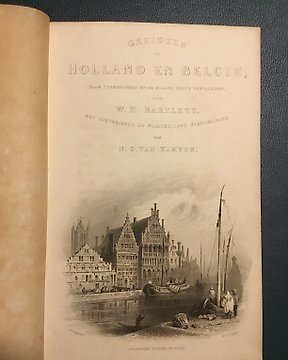 GEZIGTEN
IN
HOLLAND EN BELGIE,
NAAR TEEKENINGEN OP DE PLAATS ZELVE VERVAARDIGD,
DOOR
W. H. BARTLETT,
MET HISTORISCHE EN PLAATSELIJKE
VAN
N. G. VAN KAMPEN.